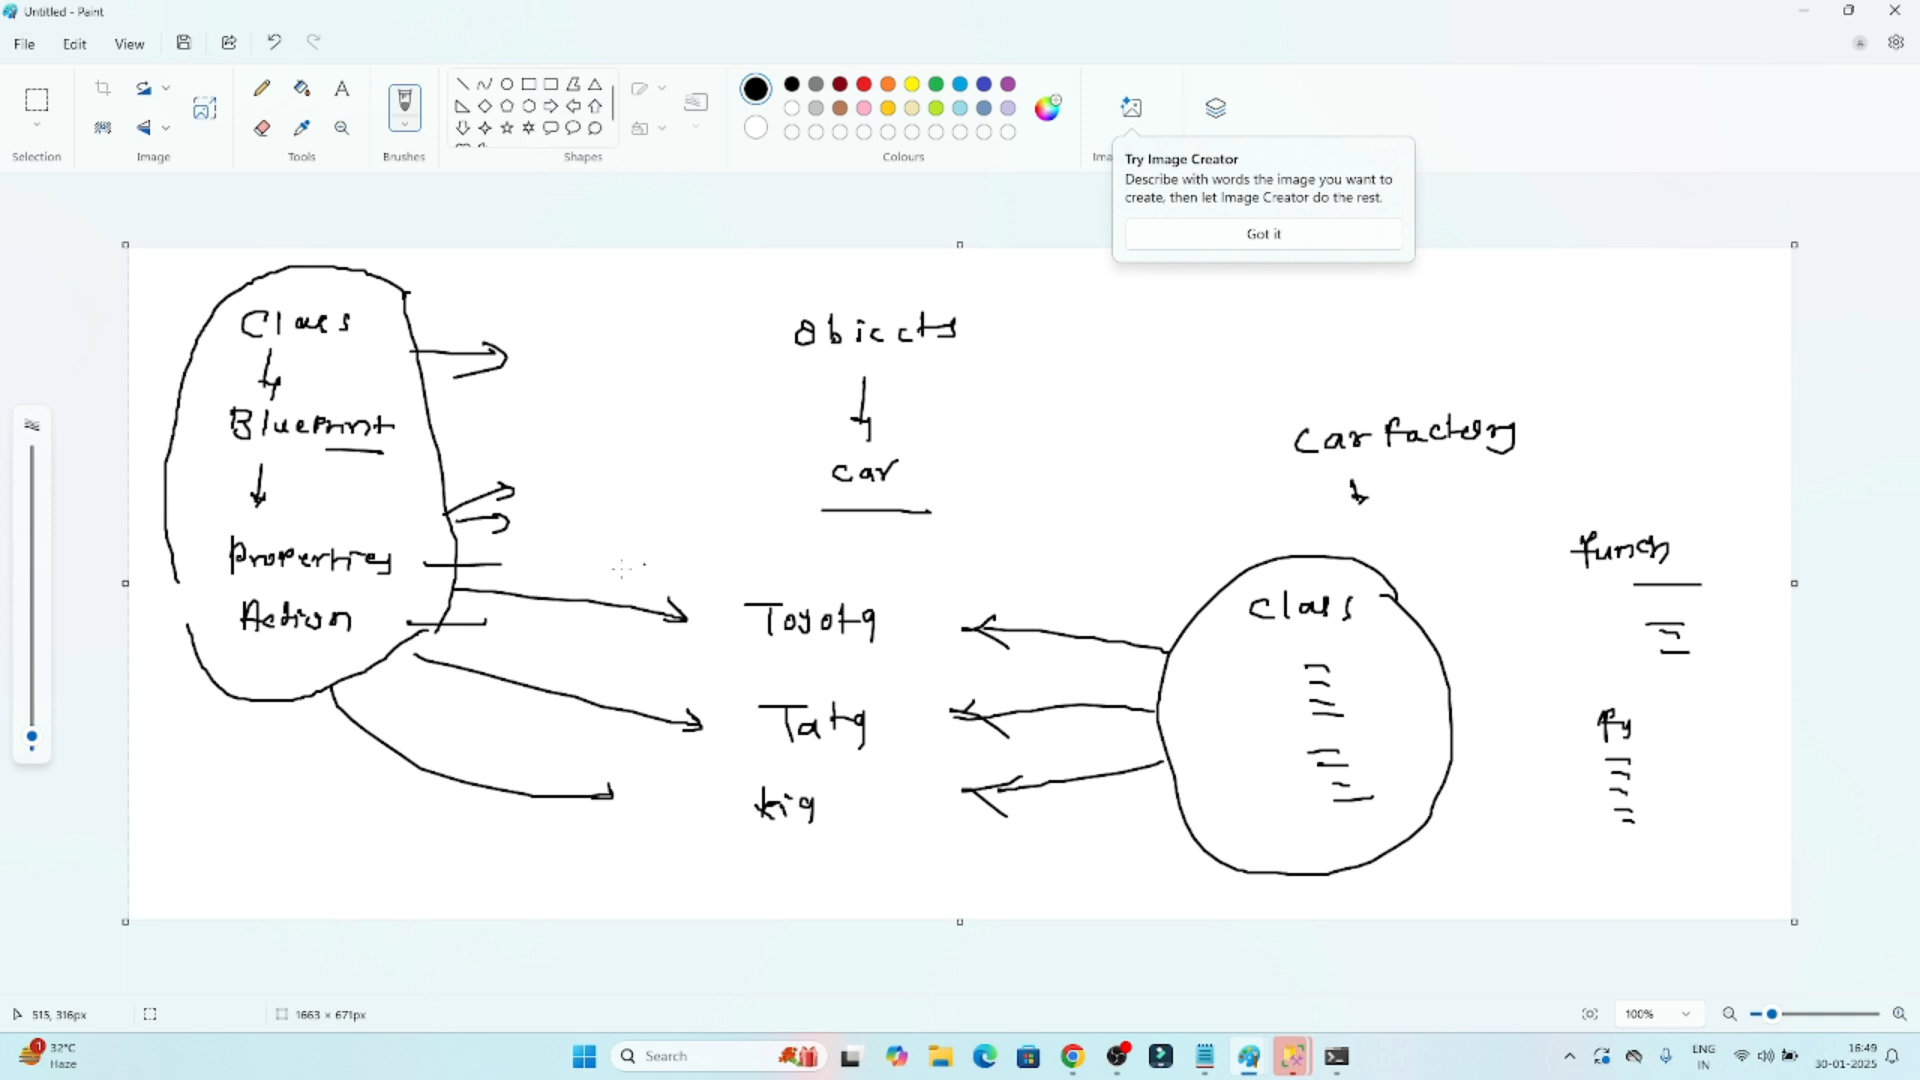 Untitled - Paint
File
Edit
View
Selection
Image
Tools
Brushes
Shapes
Colours
Try Image Creator
Describe with words the image you want to
create, then let Image Creator do the rest.
Got it
Class
Blueprint
Properties
Action
Objects
car
Toyota
Tata
kia
Car factory
Class
515, 316px
1663 × 671px
100%
1
32°C
Haze
Search
ENG
IN
16:49
30-01-2025